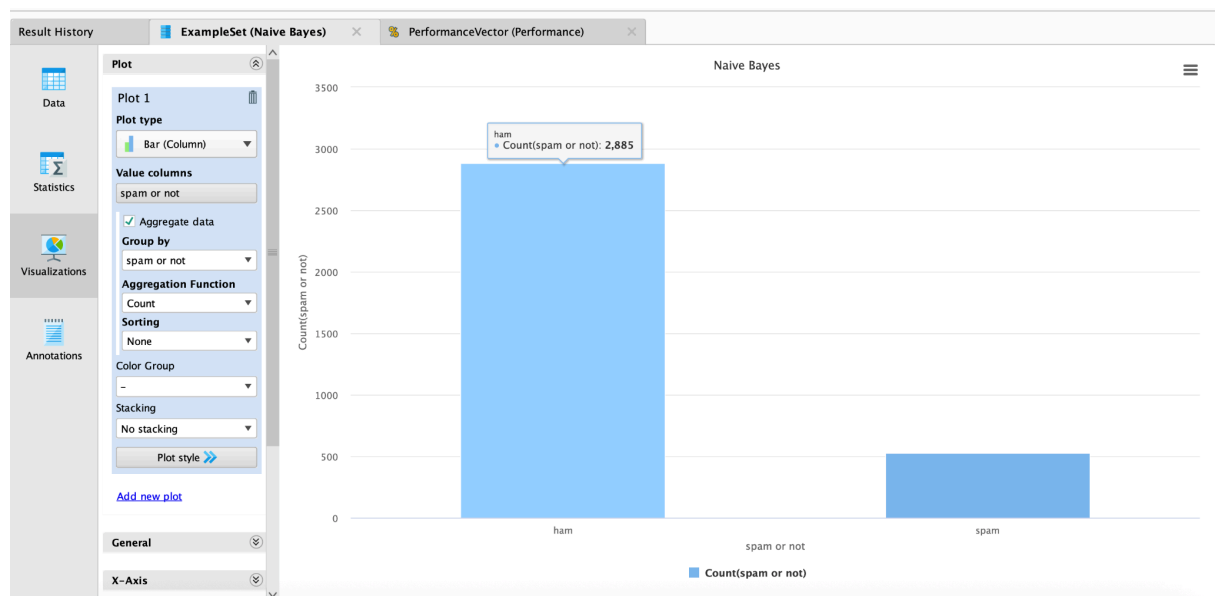 Result History
ExampleSet (Naive Bayes)
PerformanceVector (Performance)
Data
Statistics
Visualizations
Annotations
Plot
Plot 1
Plot type
Bar (Column)
Value columns
spam or not
Aggregate data
Group by
spam or not
Aggregation Function
Count
Sorting
None
Color Group
–
Stacking
No stacking
Plot style
Add new plot
General
X–Axis
Naive Bayes
3500
3000
2500
2000
1500
1000
500
0
Count(spam or not)
ham
Count(spam or not): 2,885
ham
spam
spam or not
Count(spam or not)